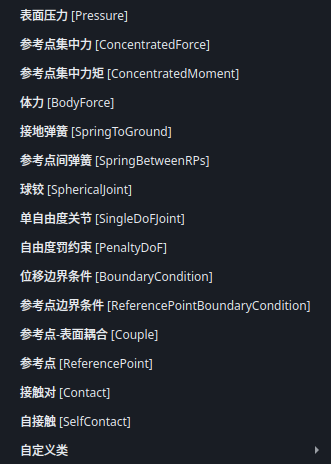 表面压力 [Pressure]
参考点集中力 [ConcentratedForce]
参考点集中力矩 [ConcentratedMoment]
体力 [BodyForce]
接地弹簧 [SpringToGround]
参考点间弹簧 [SpringBetweenRPs]
球铰 [SphericalJoint]
单自由度关节 [SingleDoFJoint]
自由度罚约束 [PenaltyDoF]
位移边界条件 [BoundaryCondition]
参考点边界条件 [ReferencePointBoundaryCondition]
参考点-表面耦合 [Couple]
参考点 [ReferencePoint]
接触对 [Contact]
自接触 [SelfContact]
自定义类